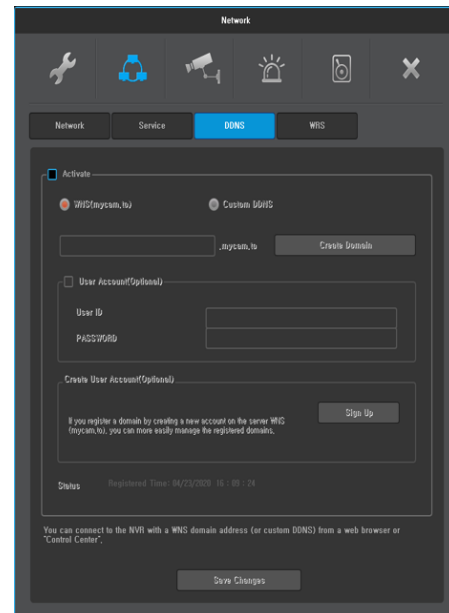 Network
Network Service DDNS WRS
Activate
WNS(mycam.to) Custom DDNS
.mycam.to Create Domain
User Account(Optional)
User ID
PASSWORD
Create User Account(Optional)
If you register a domain by creating a new account on the server WNS
(mycam.to), you can more easily manage the registered domains.
Sign Up
Status Registered Time: 04/23/2020 16 : 09 : 24
You can connect to the NVR with a WNS domain address (or custom DDNS) from a web browser or
"Control Center".
Save Changes